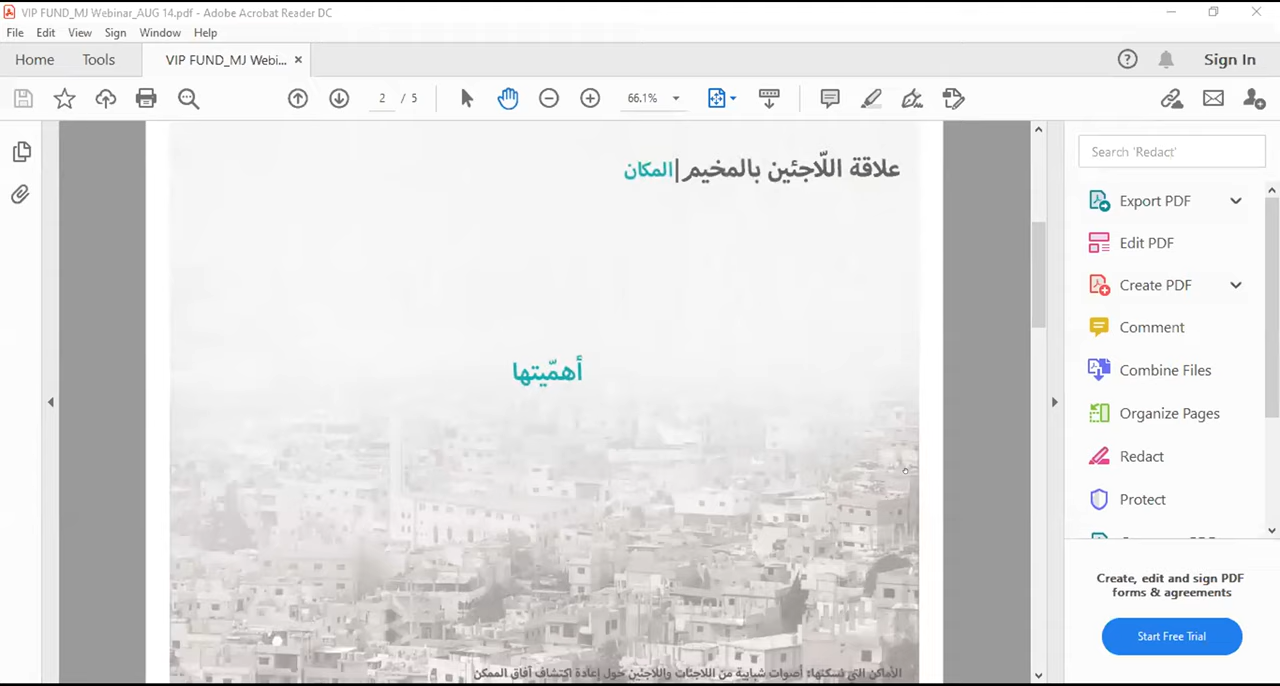 VIP FUND_MJ Webinar_AUG 14.pdf - Adobe Acrobat Reader DC
File Edit View Sign Window Help
Home Tools VIP FUND_MJ Webi... ×
Sign In
2 / 5 66.1%
علاقة اللّاجئين بالمخيم|المكان
أهمّيتها
الأماكن التي نسكنها: أصوات شبابية من اللاجئات واللاجئين حول إعادة اكتشاف آفاق الممكن
Search 'Redact'
Export PDF
Edit PDF
Create PDF
Comment
Combine Files
Organize Pages
Redact
Protect
Create, edit and sign PDF
forms & agreements
Start Free Trial